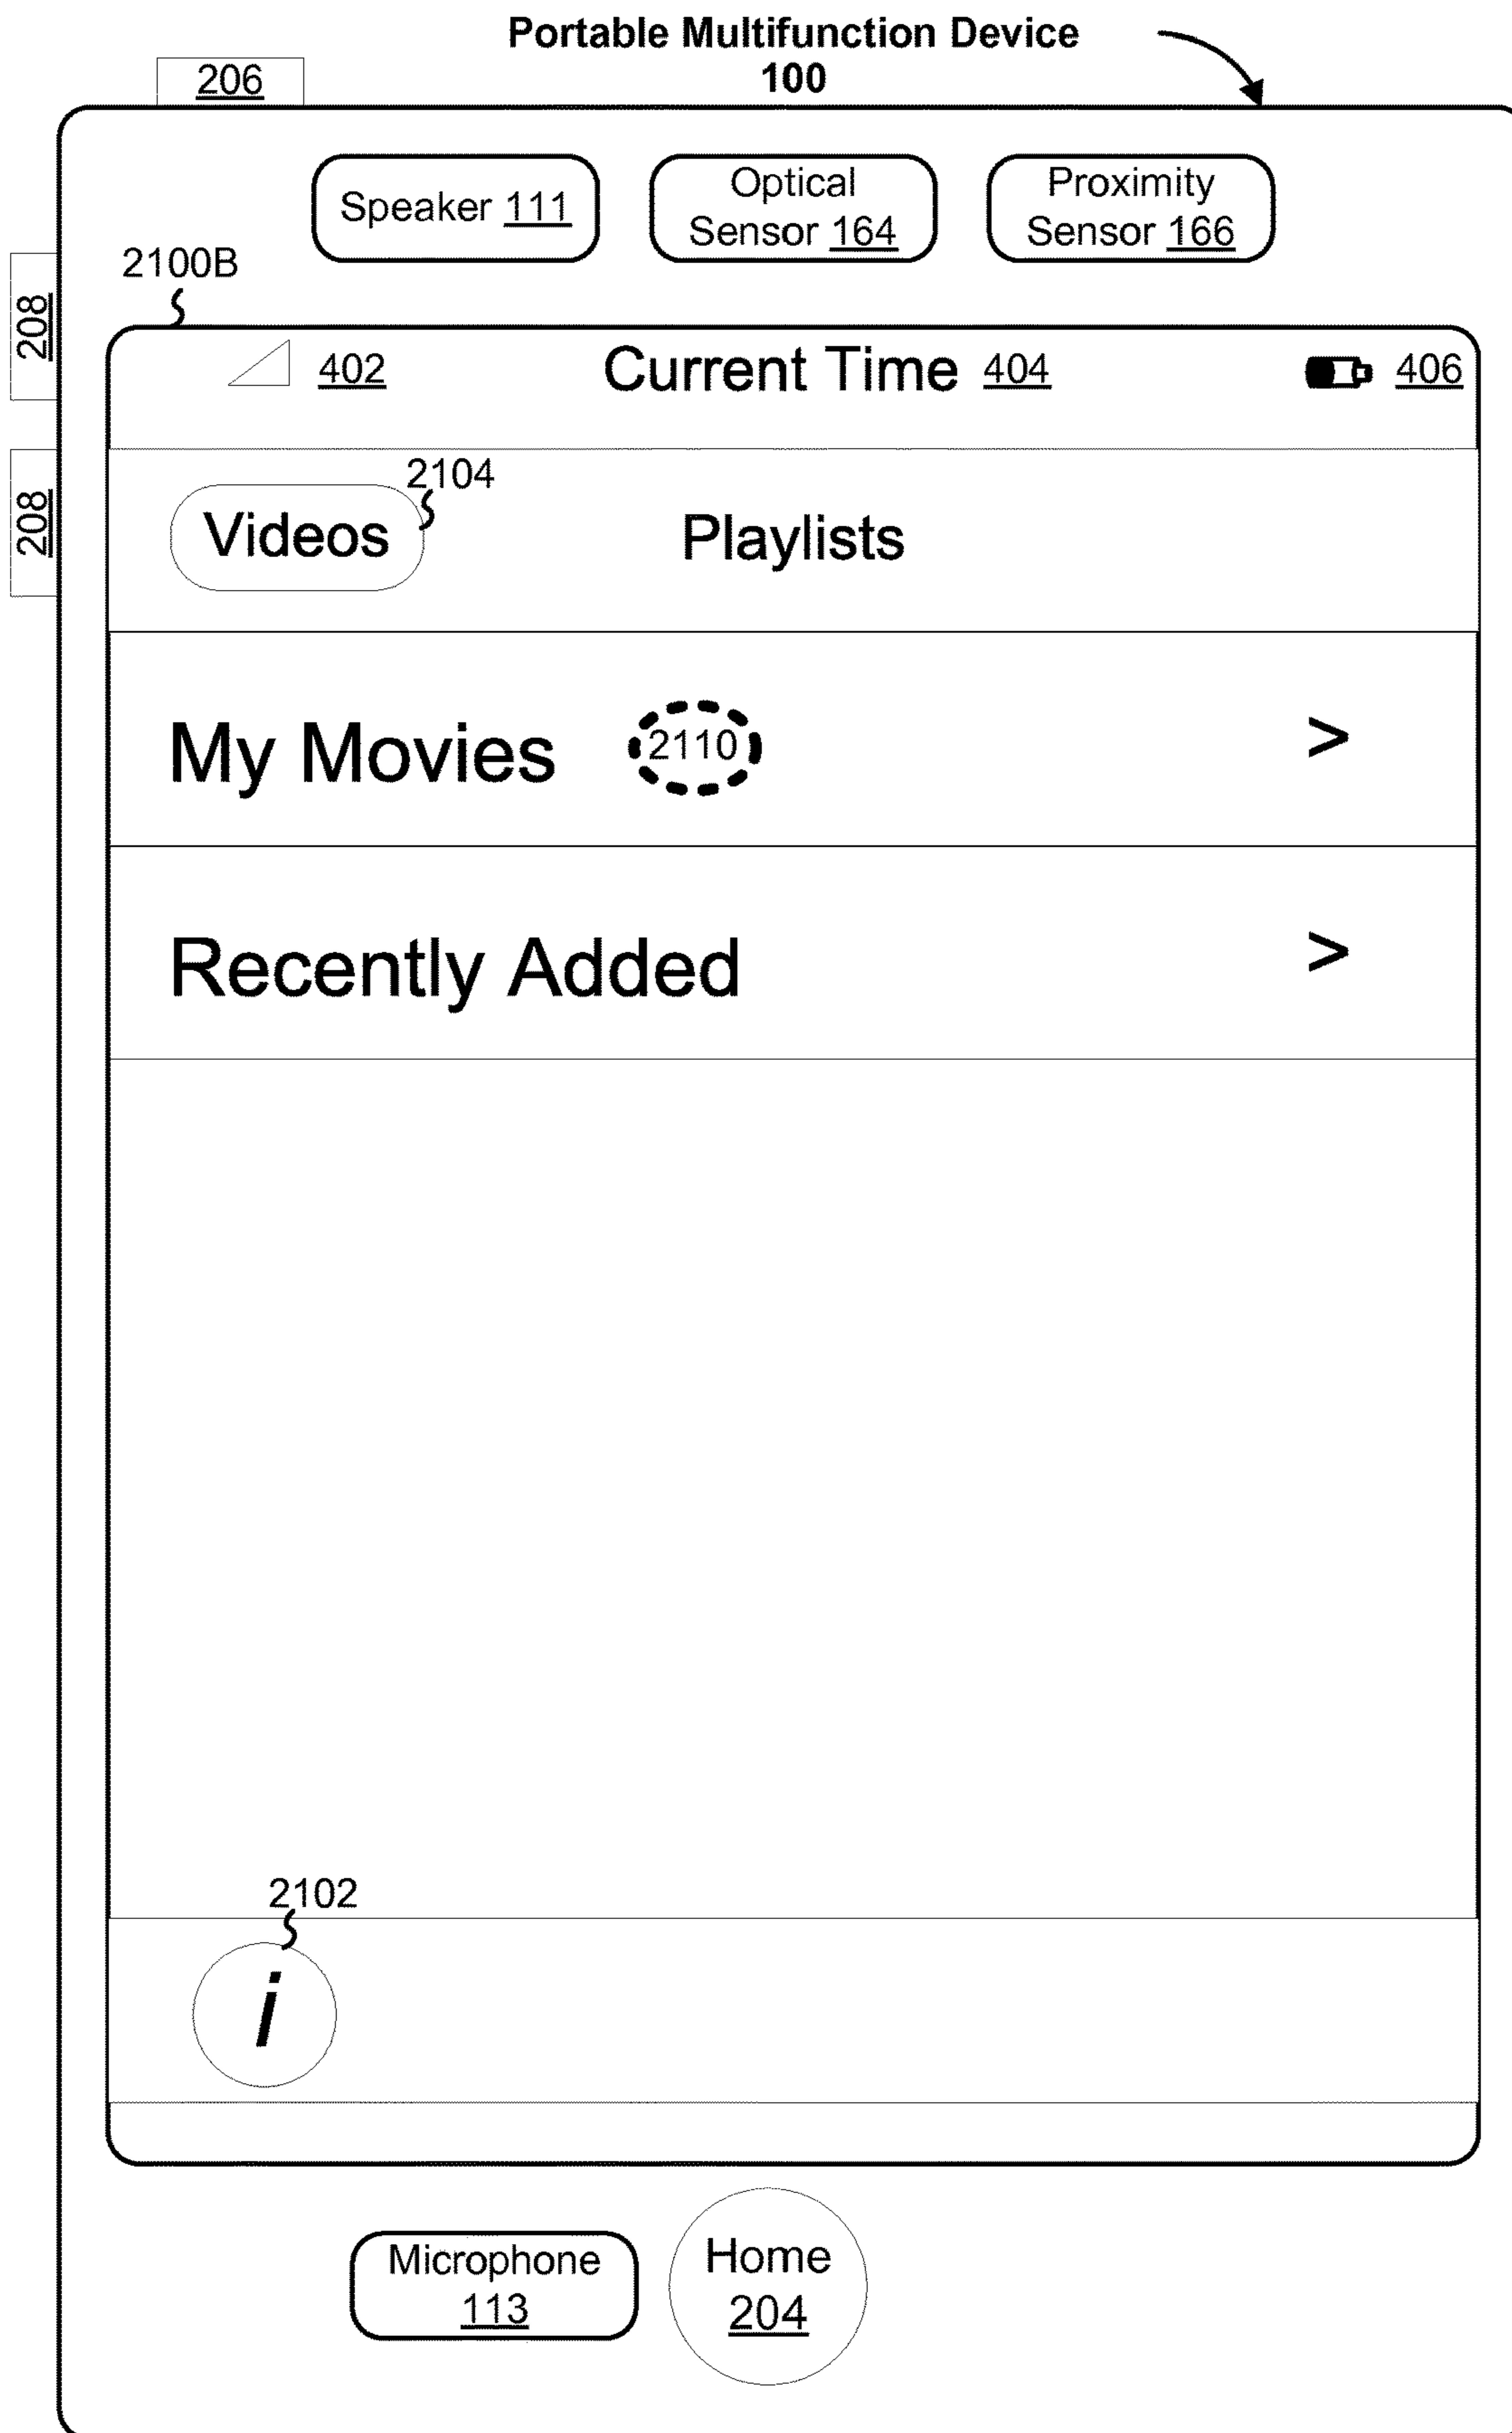 Portable Multifunction Device
100
206
Speaker 111
Optical
Sensor 164
Proximity
Sensor 166
2100B
208
402
Current Time 404
406
208
2104
Videos
Playlists
My Movies
2110
>
Recently Added
>
2102
i
Microphone
113
Home
204